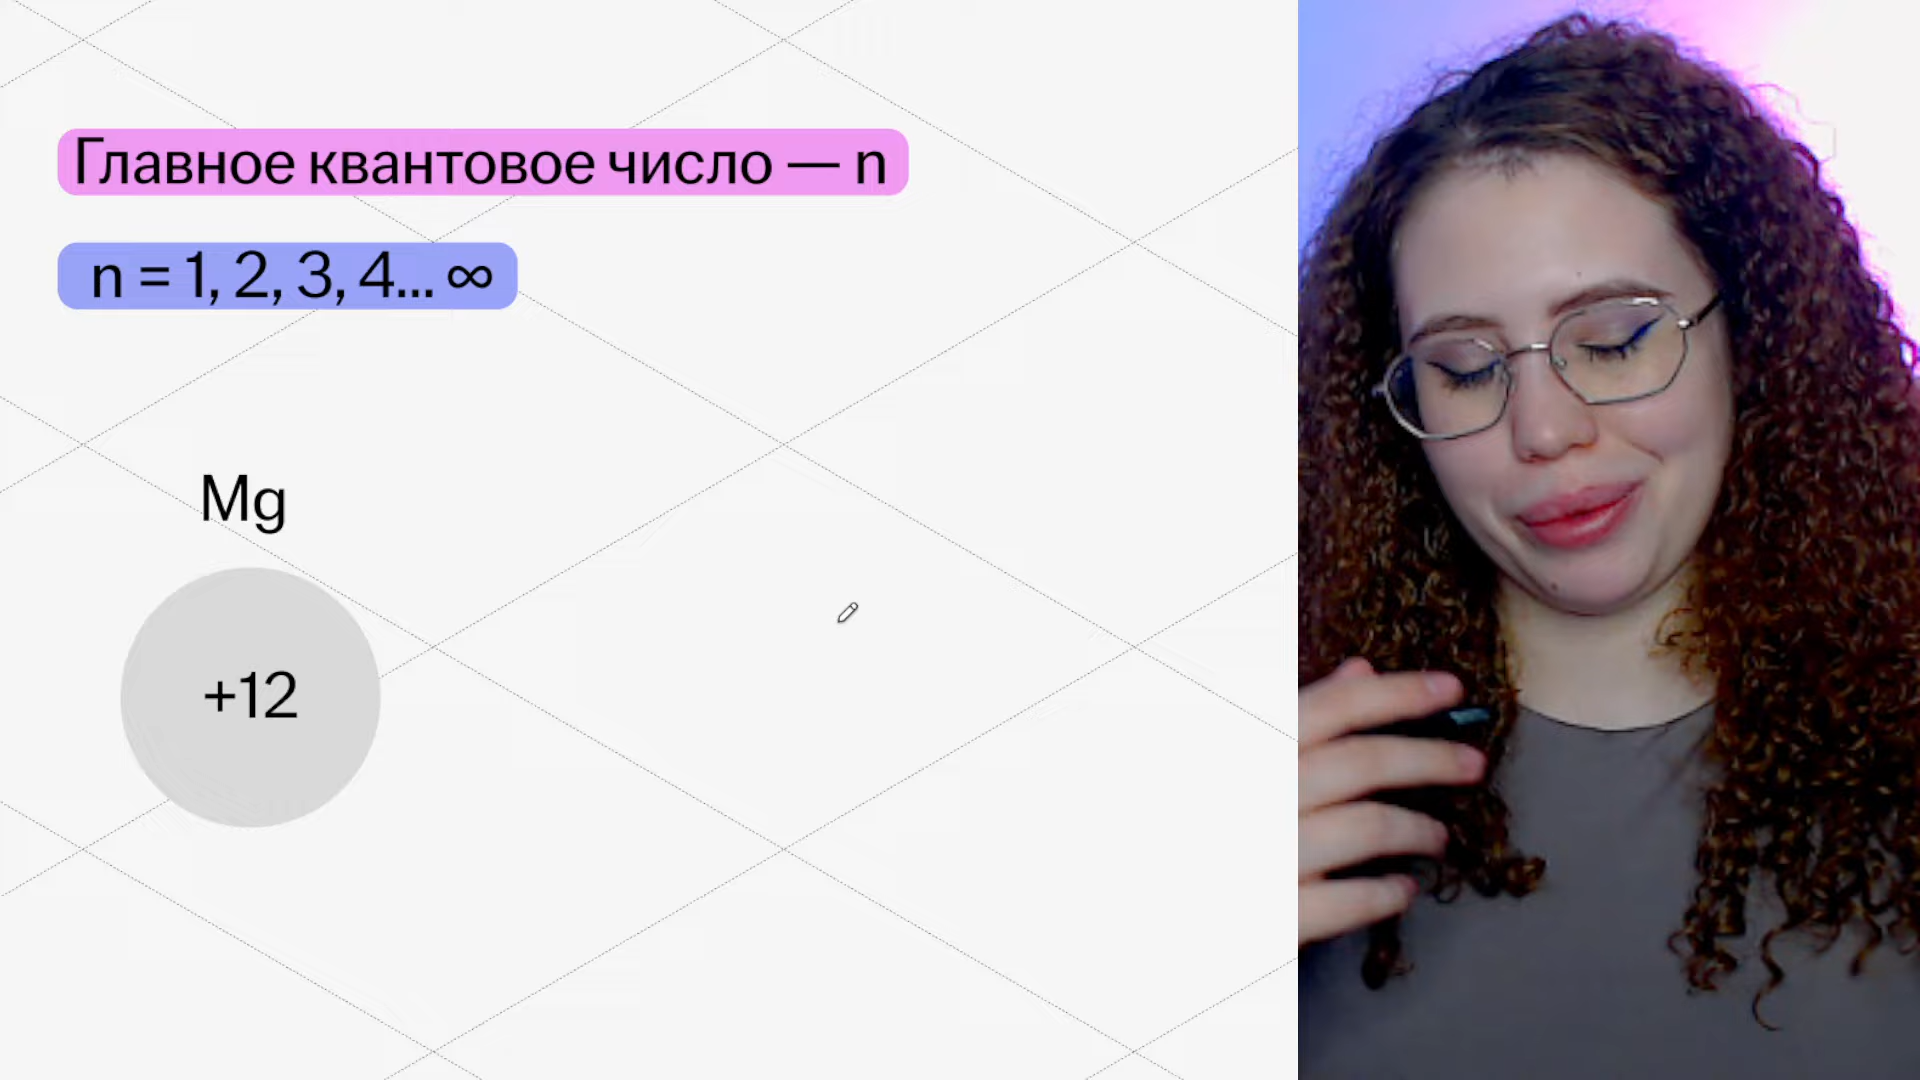 Главное квантовое число — n
n = 1, 2, 3, 4... ∞
Mg
+12